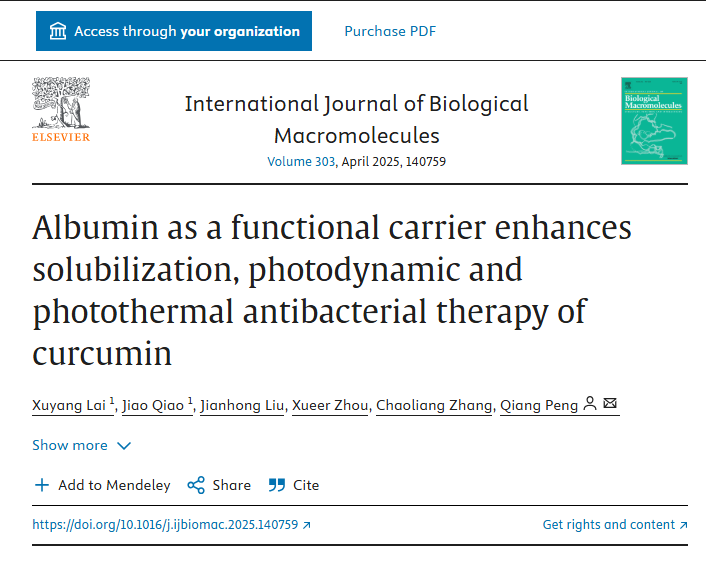 Access through your organization
Purchase PDF
ELSEVIER
International Journal of Biological
Macromolecules
Volume 303, April 2025, 140759
Biological
Macromolecules
Albumin as a functional carrier enhances
solubilization, photodynamic and
photothermal antibacterial therapy of
curcumin
Xuyang Lai 1, Jiao Qiao 1, Jianhong Liu, Xueer Zhou, Chaoliang Zhang, Qiang Peng
Show more
Add to Mendeley
Share
Cite
https://doi.org/10.1016/j.ijbiomac.2025.140759
Get rights and content